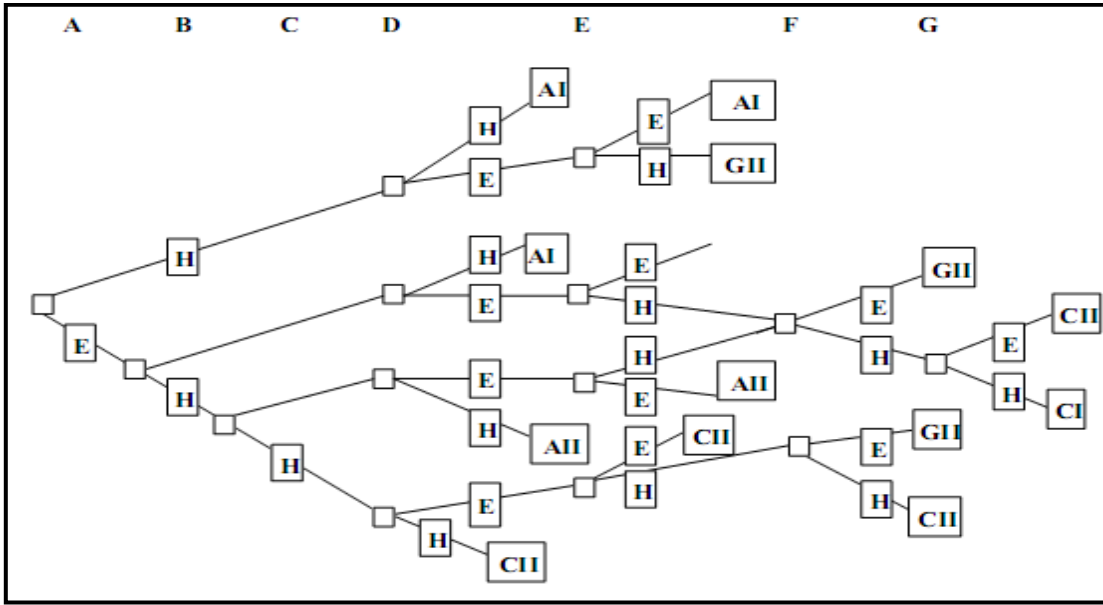 A B C D E F G
AI
H E AI
E H GII
H H AI E GII
E E H E CII
E H H E
H E E AII H CI
H AII E CII E GII
H E H H CII
H CII